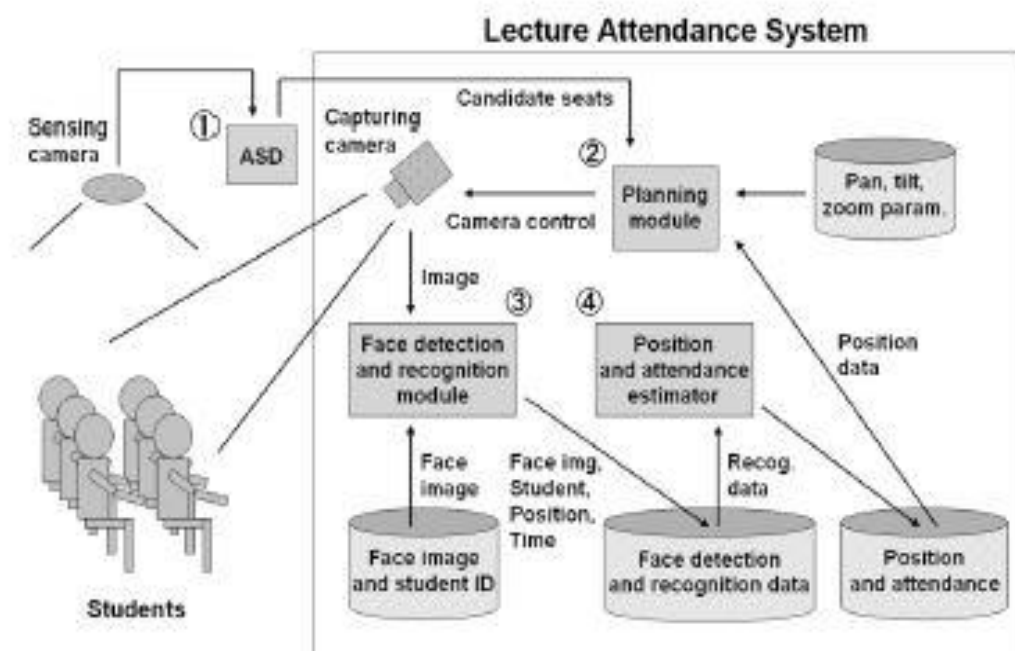 Lecture Attendance System
Sensing
camera
①
ASD
Capturing
camera
Candidate seats
②
Planning
module
Pan, tilt,
zoom param.
Camera control
Image
③
Face detection
and recognition
module
④
Position
and attendance
estimator
Position
data
Face
image
Face img,
Student,
Position,
Time
Recog.
data
Face image
and student ID
Face detection
and recognition data
Position
and attendance
Students